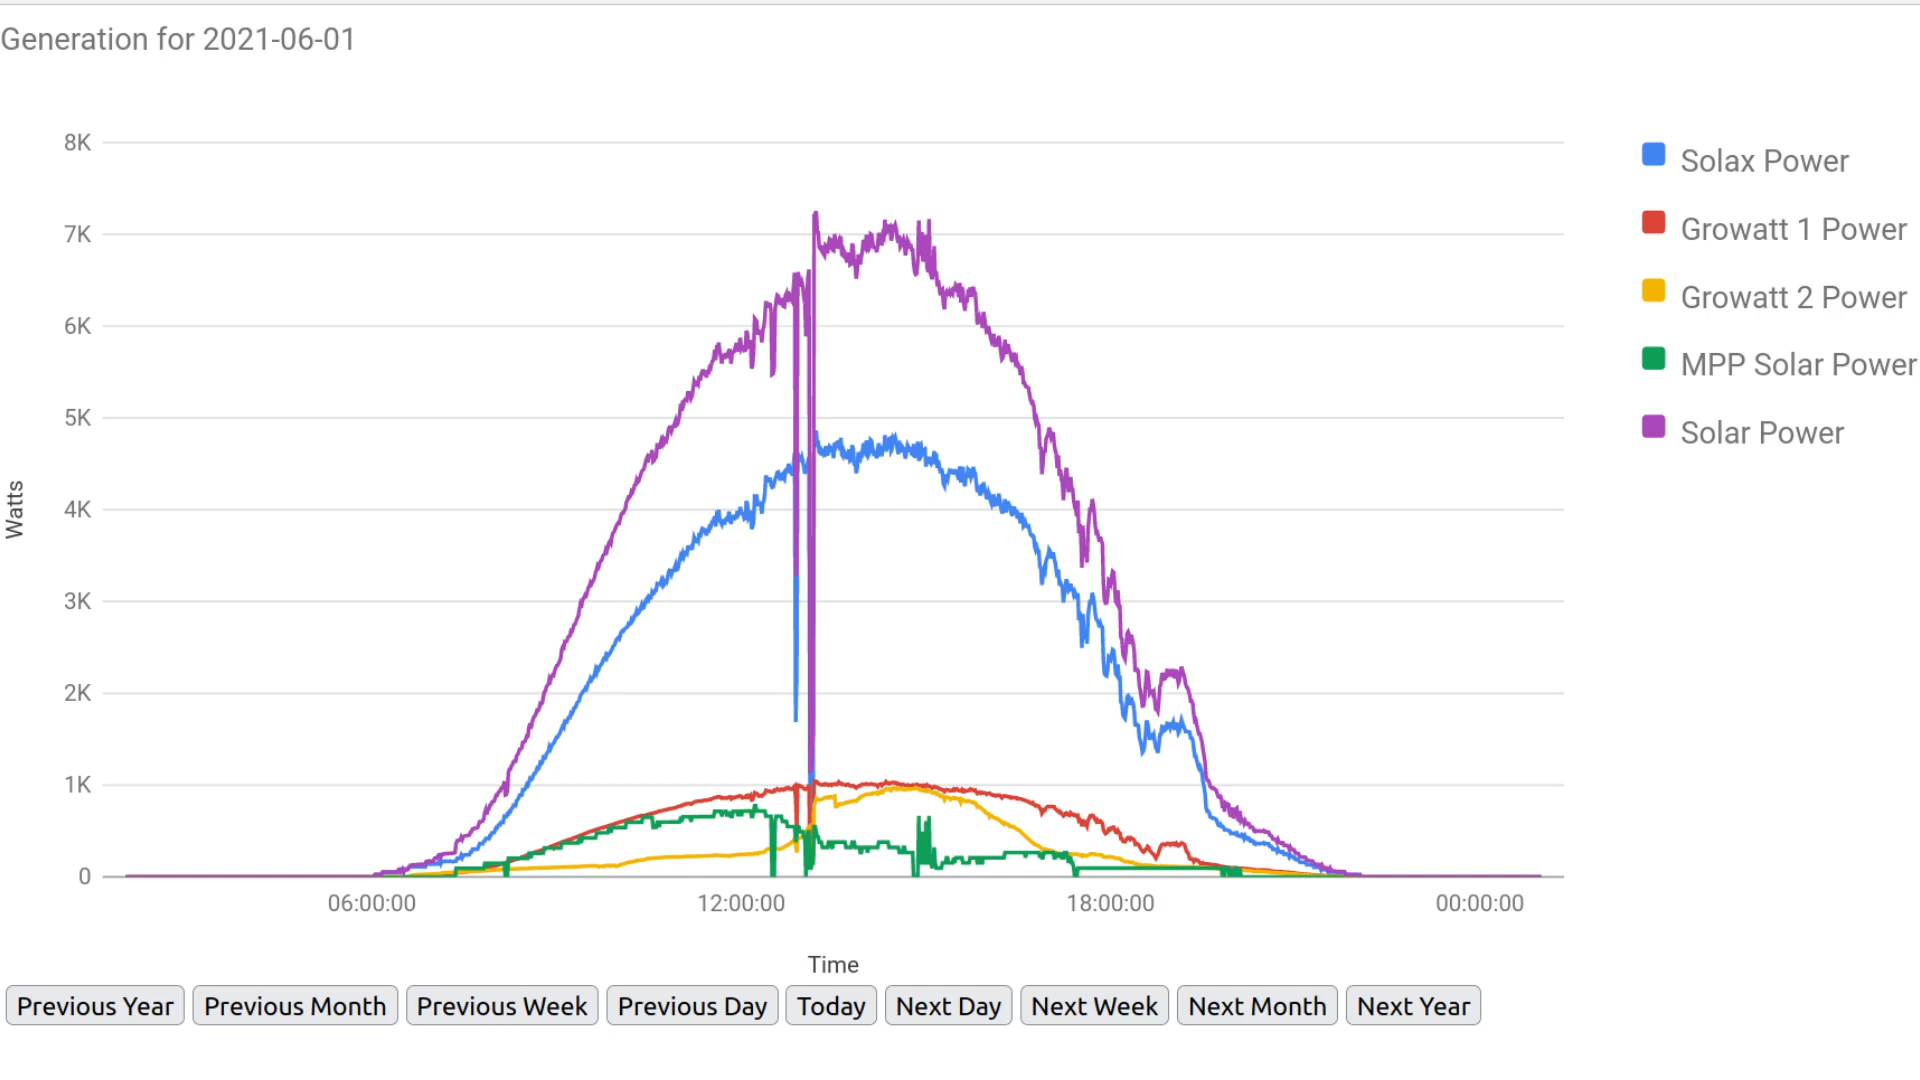 Generation for 2021-06-01
8K
7K
6K
5K
4K
3K
2K
1K
0
Watts
06:00:00
12:00:00
18:00:00
00:00:00
Time
Solax Power
Growatt 1 Power
Growatt 2 Power
MPP Solar Power
Solar Power
Previous Year
Previous Month
Previous Week
Previous Day
Today
Next Day
Next Week
Next Month
Next Year